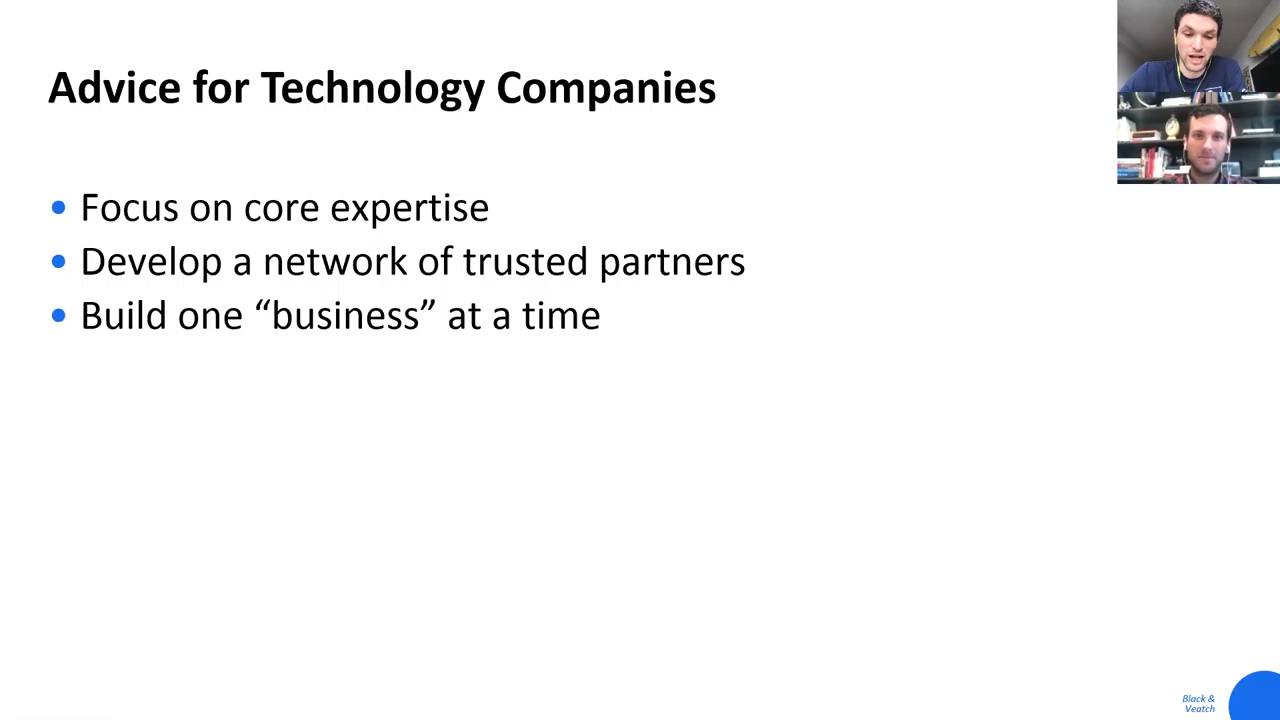 Advice for Technology Companies
• Focus on core expertise
• Develop a network of trusted partners
• Build one “business” at a time
Black &
Veatch